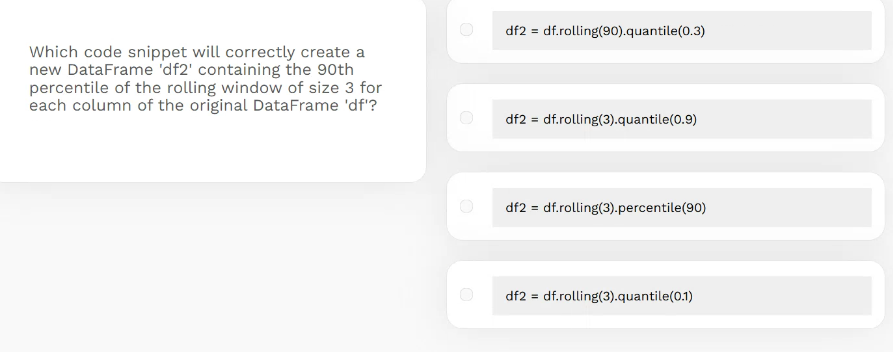 Which code snippet will correctly create a
new DataFrame 'df2' containing the 90th
percentile of the rolling window of size 3 for
each column of the original DataFrame 'df'?
df2 = df.rolling(90).quantile(0.3)
df2 = df.rolling(3).quantile(0.9)
df2 = df.rolling(3).percentile(90)
df2 = df.rolling(3).quantile(0.1)